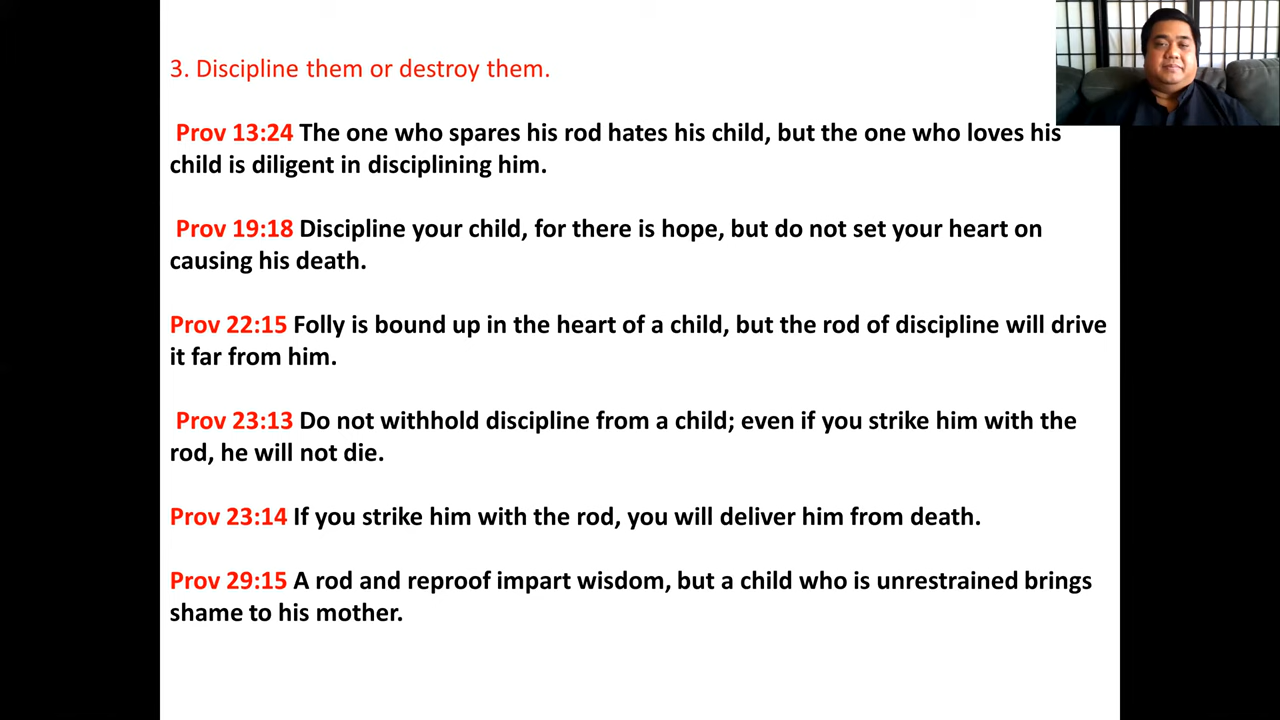 3. Discipline them or destroy them.
Prov 13:24 The one who spares his rod hates his child, but the one who loves his
child is diligent in disciplining him.
Prov 19:18 Discipline your child, for there is hope, but do not set your heart on
causing his death.
Prov 22:15 Folly is bound up in the heart of a child, but the rod of discipline will drive
it far from him.
Prov 23:13 Do not withhold discipline from a child; even if you strike him with the
rod, he will not die.
Prov 23:14 If you strike him with the rod, you will deliver him from death.
Prov 29:15 A rod and reproof impart wisdom, but a child who is unrestrained brings
shame to his mother.